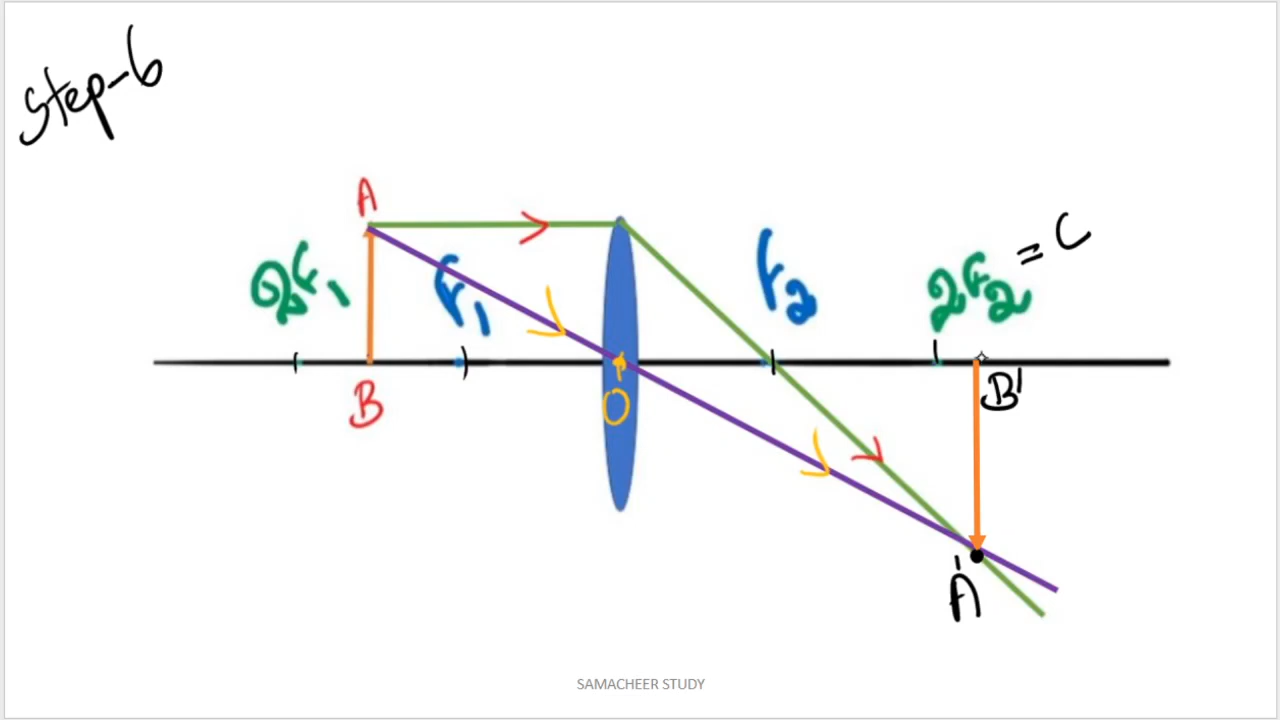 Step-6
A
2F1
F1
F2
2F2 = C
B
O
B'
A'
SAMACHEER STUDY